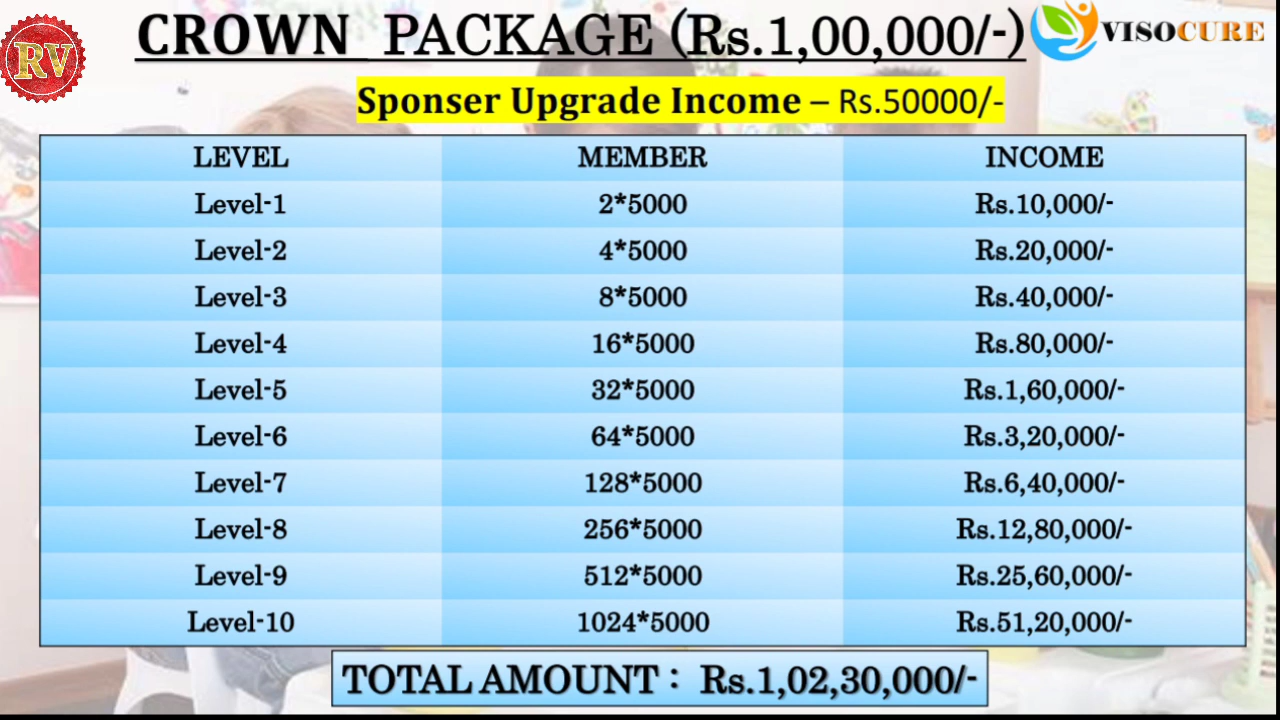 CROWN PACKAGE (Rs.1,00,000/-)
VISOCURE
RV
Sponser Upgrade Income – Rs.50000/-
LEVEL MEMBER INCOME
Level-1 2*5000 Rs.10,000/-
Level-2 4*5000 Rs.20,000/-
Level-3 8*5000 Rs.40,000/-
Level-4 16*5000 Rs.80,000/-
Level-5 32*5000 Rs.1,60,000/-
Level-6 64*5000 Rs.3,20,000/-
Level-7 128*5000 Rs.6,40,000/-
Level-8 256*5000 Rs.12,80,000/-
Level-9 512*5000 Rs.25,60,000/-
Level-10 1024*5000 Rs.51,20,000/-
TOTAL AMOUNT : Rs.1,02,30,000/-